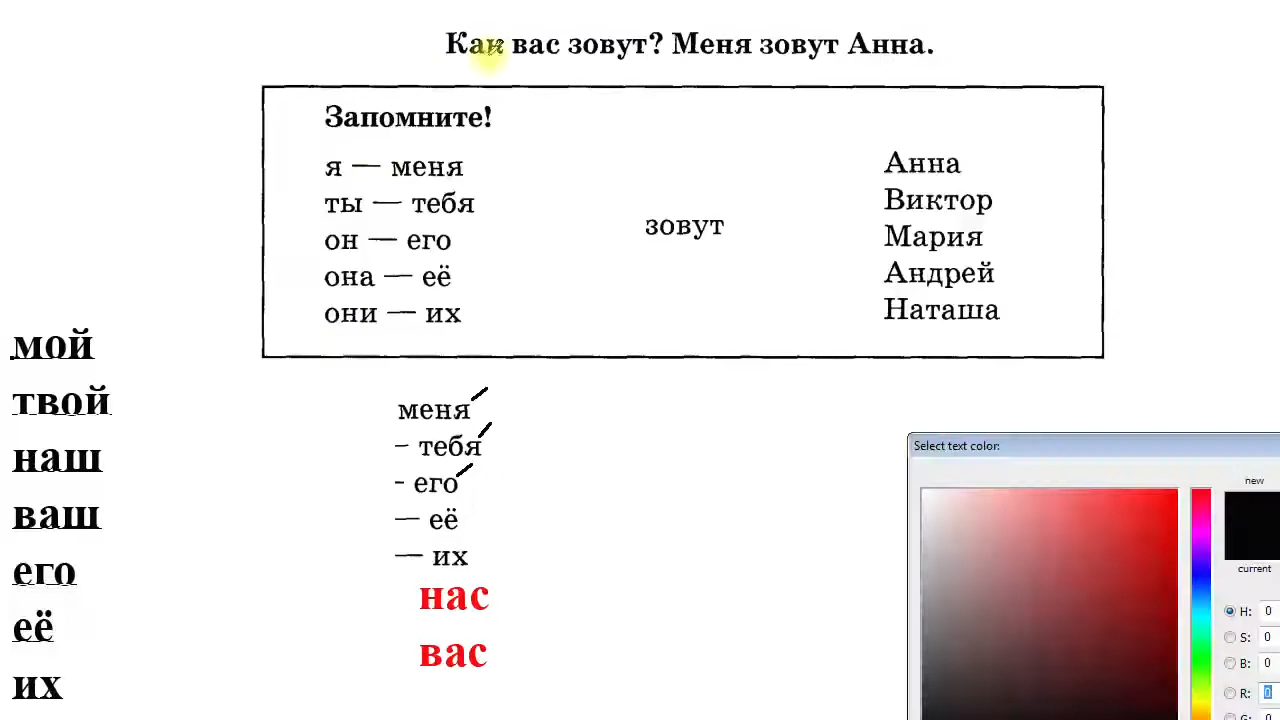 Как вас зовут? Меня зовут Анна.
Запомните!
я — меня
ты — тебя
он — его
она — её
они — их
зовут
Анна
Виктор
Мария
Андрей
Наташа
мой
твой
наш
ваш
его
её
их
меня
- тебя
- его
— её
— их
нас
вас
Select text color:
new
current
H: 0
S: 0
B: 0
R: 0
G: 0